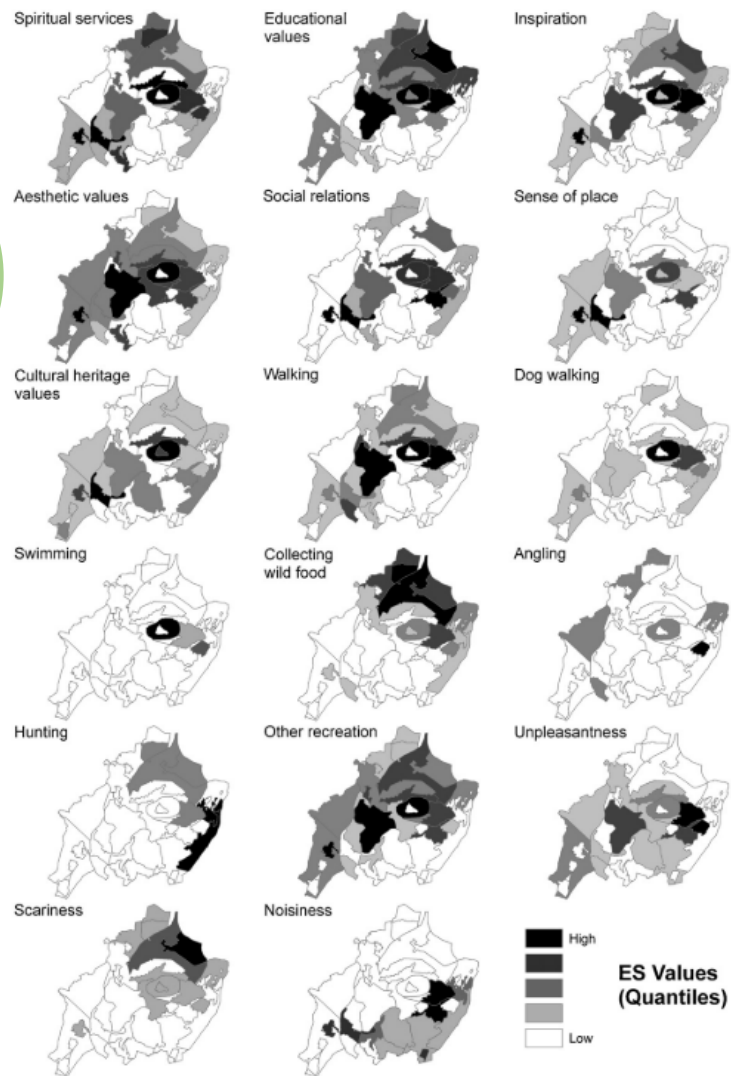 Spiritual services
Educational
values
Inspiration
Aesthetic values
Social relations
Sense of place
Cultural heritage
values
Walking
Dog walking
Swimming
Collecting
wild food
Angling
Hunting
Other recreation
Unpleasantness
Scariness
Noisiness
High
Low
ES Values
(Quantiles)